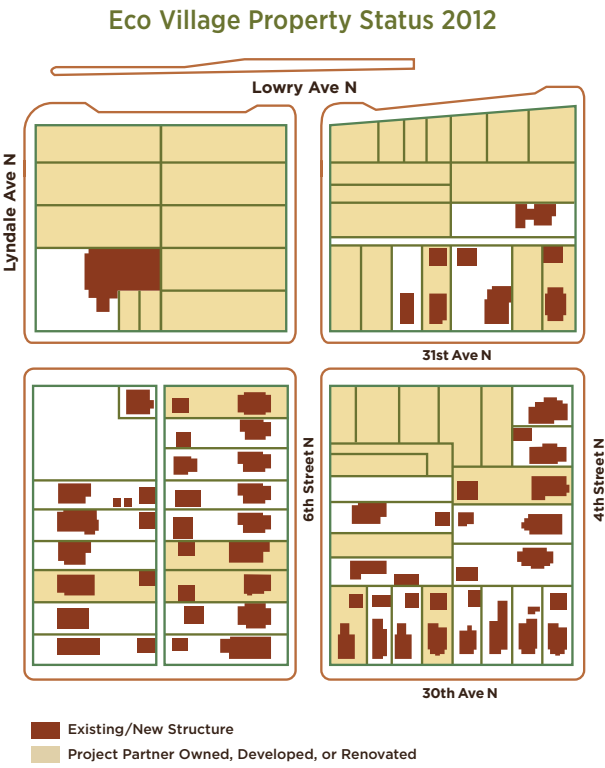 Eco Village Property Status 2012
Lowry Ave N
Lyndale Ave N
31st Ave N
6th Street N
4th Street N
30th Ave N
Existing/New Structure
Project Partner Owned, Developed, or Renovated